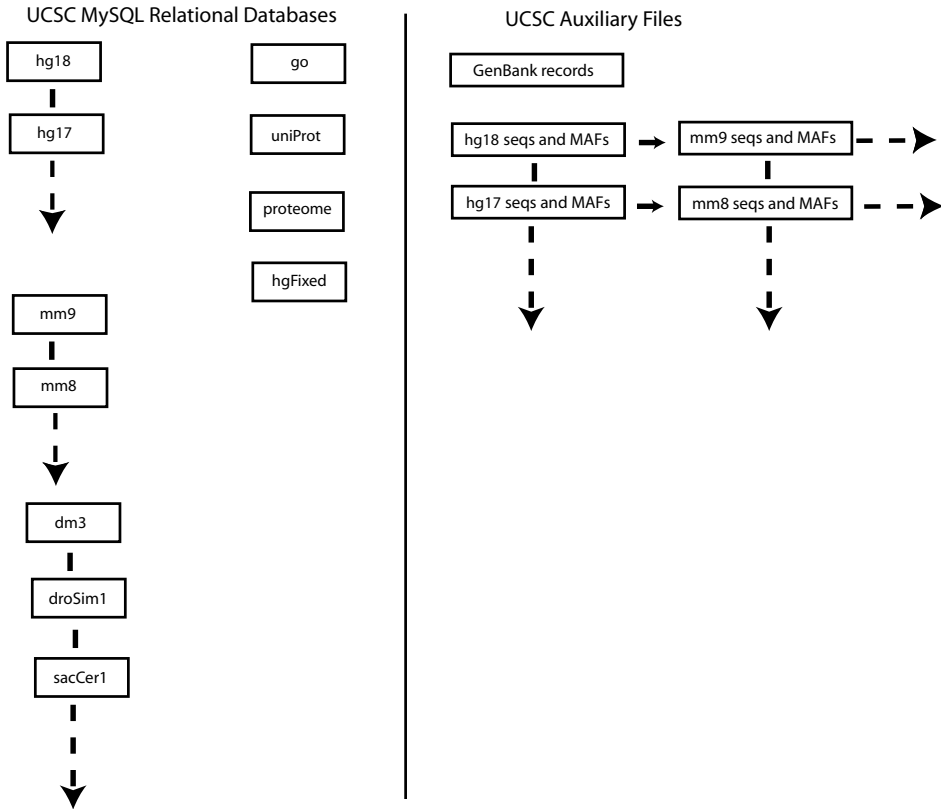 UCSC MySQL Relational Databases
hg18
hg17
mm9
mm8
dm3
droSim1
sacCer1
go
uniProt
proteome
hgFixed
UCSC Auxiliary Files
GenBank records
hg18 seqs and MAFs
mm9 seqs and MAFs
hg17 seqs and MAFs
mm8 seqs and MAFs